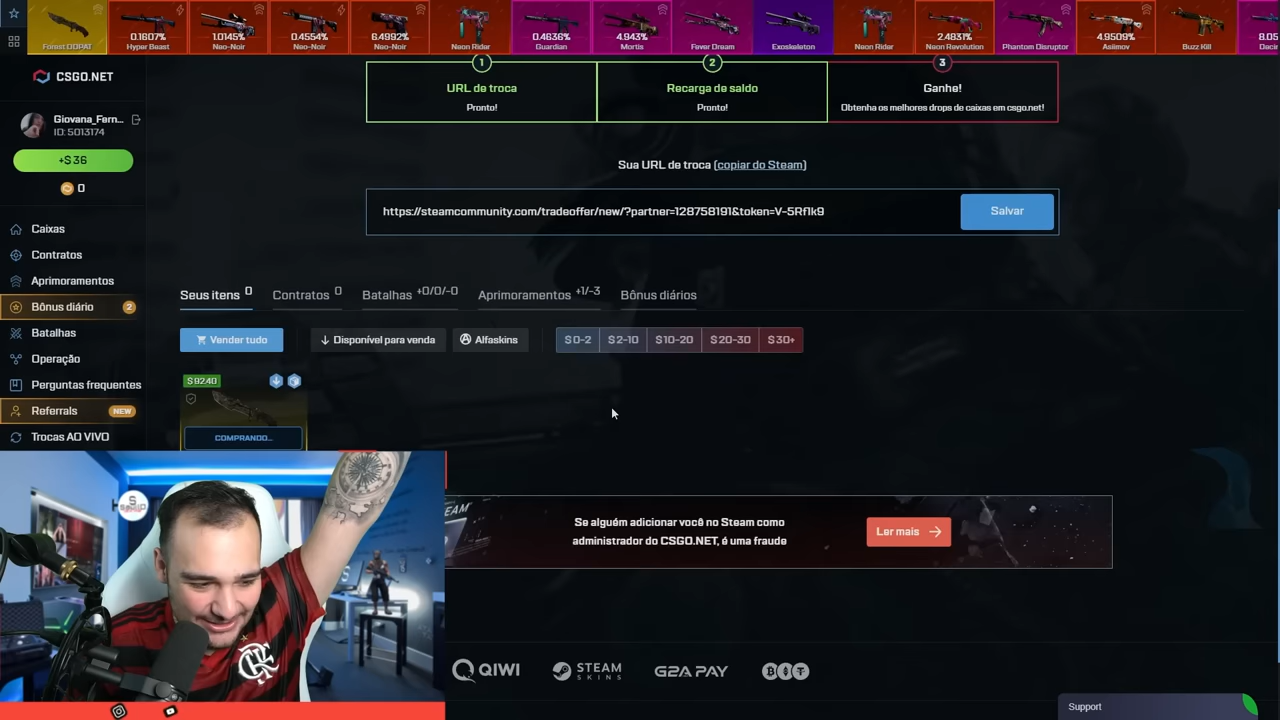 Forest DDPAT
0.1607%
Hyper Beast
1.0145%
Neo-Noir
0.4554%
Neo-Noir
6.4992%
Neo-Noir
Neon Rider
0.4636%
Guardian
4.943%
Mortis
Fever Dream
Exoskeleton
Neon Rider
2.4831%
Neon Revolution
Phantom Disruptor
4.9509%
Asiimov
Buzz Kill
8.05
CSGO.NET
Giovana_Fern...
ID: 5013174
+$ 36
0
Caixas
Contratos
Aprimoramentos
Bônus diário 2
Batalhas
Operação
Perguntas frequentes
Referrals NEW
Trocas AO VIVO
1
URL de troca
Pronto!
2
Recarga de saldo
Pronto!
3
Ganhe!
Obtenha os melhores drops de caixas em csgo.net!
Sua URL de troca (copiar do Steam)
https://steamcommunity.com/tradeoffer/new/?partner=128758191&token=V-5Rflk9
Salvar
Seus itens 0 Contratos 0 Batalhas +0/0/-0 Aprimoramentos +1/-3 Bônus diários
Vender tudo Disponível para venda Alfaskins $ 0-2 $ 2-10 $ 10-20 $ 20-30 $ 30+
$ 92.40
COMPRANDO...
Se alguém adicionar você no Steam como
administrador do CSGO.NET, é uma fraude
Ler mais
QIWI
STEAM
SKINS
G2A PAY
Support